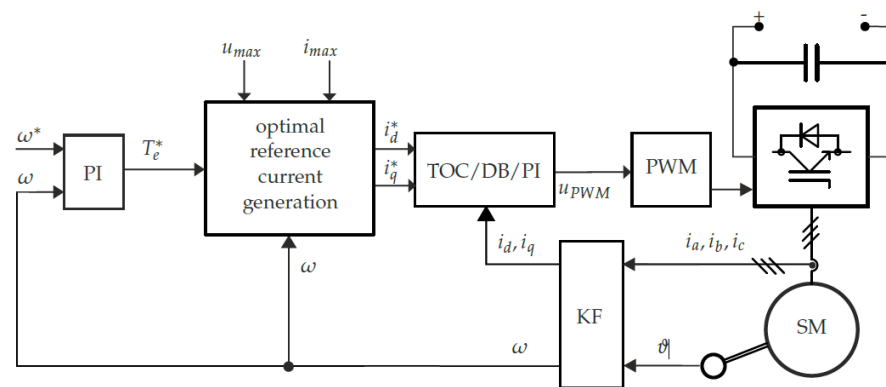 + -
u_max i_max
ω*
ω
PI
T_e*
optimal
reference
current
generation
i_d*
i_q*
TOC/DB/PI
u_PWM
PWM
i_d, i_q
ω
KF
i_a, i_b, i_c
SM
ω
ϑ|